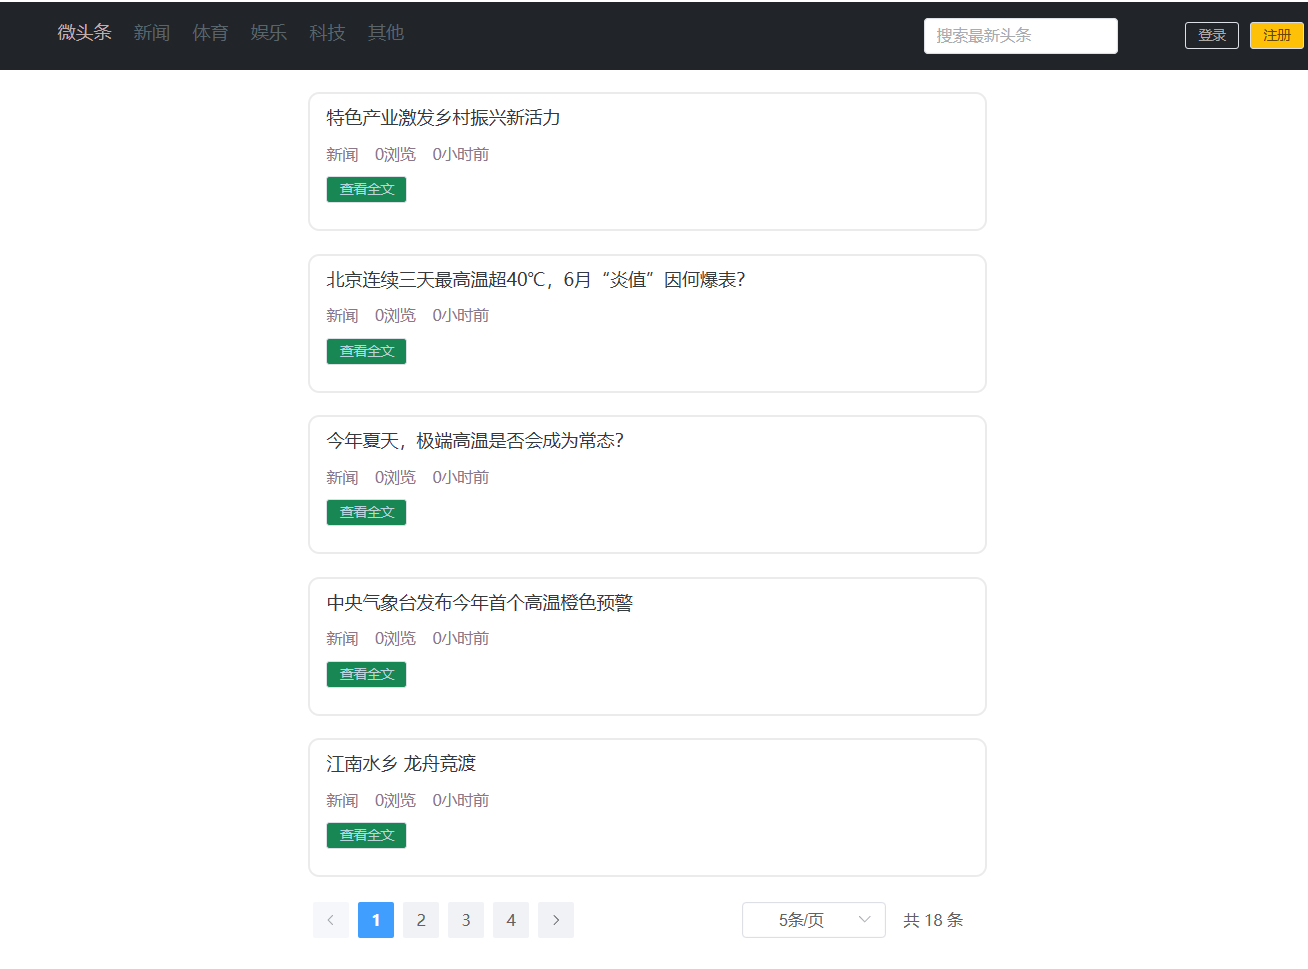 微头条 新闻 体育 娱乐 科技 其他 搜索最新头条 登录 注册
特色产业激发乡村振兴新活力
新闻 0浏览 0小时前
查看全文
北京连续三天最高温超40℃，6月“炎值”因何爆表？
新闻 0浏览 0小时前
查看全文
今年夏天，极端高温是否会成为常态？
新闻 0浏览 0小时前
查看全文
中央气象台发布今年首个高温橙色预警
新闻 0浏览 0小时前
查看全文
江南水乡 龙舟竞渡
新闻 0浏览 0小时前
查看全文
1 2 3 4 5条/页 共 18 条